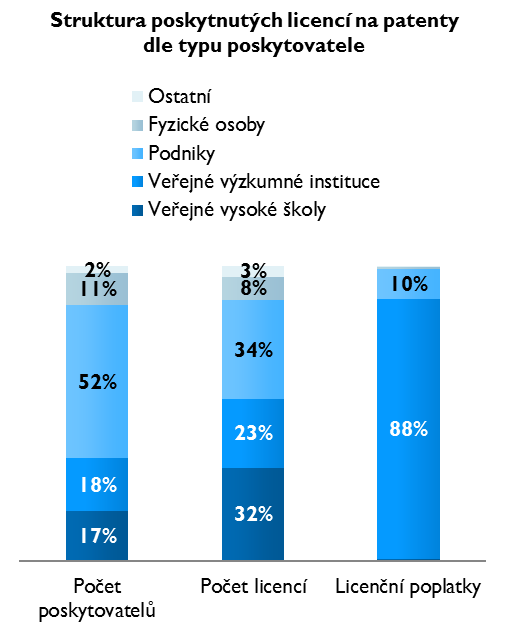 Struktura poskytnutých licencí na patenty
dle typu poskytovatele
Ostatní
Fyzické osoby
Podniky
Veřejné výzkumné instituce
Veřejné vysoké školy
2%
11%
52%
18%
17%
3%
8%
34%
23%
32%
10%
88%
Počet
poskytovatelů
Počet licencí
Licenční poplatky